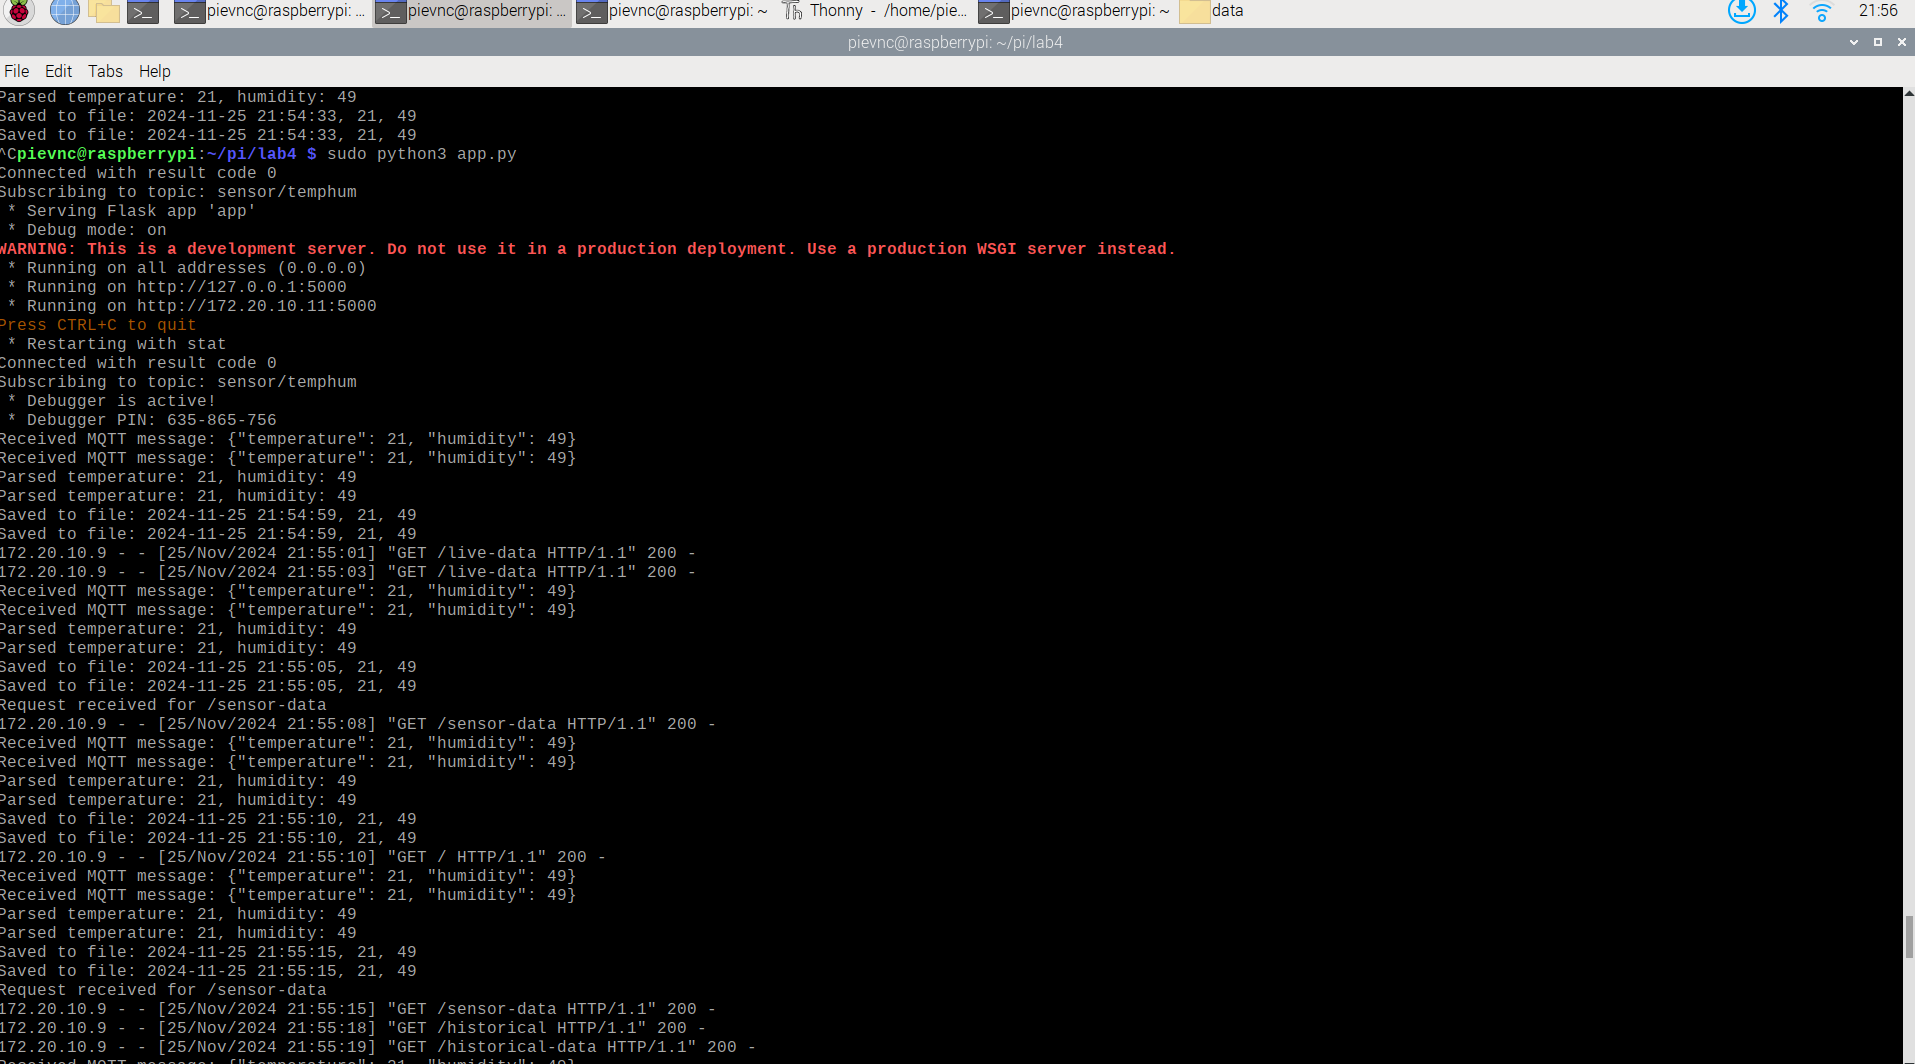 pievnc@raspberrypi: ...
pievnc@raspberrypi: ...
pievnc@raspberrypi: ~
Thonny - /home/pie...
pievnc@raspberrypi: ~
data
21:56
pievnc@raspberrypi: ~/pi/lab4
File Edit Tabs Help
Parsed temperature: 21, humidity: 49
Saved to file: 2024-11-25 21:54:33, 21, 49
Saved to file: 2024-11-25 21:54:33, 21, 49
^Cpievnc@raspberrypi:~/pi/lab4 $ sudo python3 app.py
Connected with result code 0
Subscribing to topic: sensor/temphum
* Serving Flask app 'app'
* Debug mode: on
WARNING: This is a development server. Do not use it in a production deployment. Use a production WSGI server instead.
* Running on all addresses (0.0.0.0)
* Running on http://127.0.0.1:5000
* Running on http://172.20.10.11:5000
Press CTRL+C to quit
* Restarting with stat
Connected with result code 0
Subscribing to topic: sensor/temphum
* Debugger is active!
* Debugger PIN: 635-865-756
Received MQTT message: {"temperature": 21, "humidity": 49}
Received MQTT message: {"temperature": 21, "humidity": 49}
Parsed temperature: 21, humidity: 49
Parsed temperature: 21, humidity: 49
Saved to file: 2024-11-25 21:54:59, 21, 49
Saved to file: 2024-11-25 21:54:59, 21, 49
172.20.10.9 - - [25/Nov/2024 21:55:01] "GET /live-data HTTP/1.1" 200 -
172.20.10.9 - - [25/Nov/2024 21:55:03] "GET /live-data HTTP/1.1" 200 -
Received MQTT message: {"temperature": 21, "humidity": 49}
Received MQTT message: {"temperature": 21, "humidity": 49}
Parsed temperature: 21, humidity: 49
Parsed temperature: 21, humidity: 49
Saved to file: 2024-11-25 21:55:05, 21, 49
Saved to file: 2024-11-25 21:55:05, 21, 49
Request received for /sensor-data
172.20.10.9 - - [25/Nov/2024 21:55:08] "GET /sensor-data HTTP/1.1" 200 -
Received MQTT message: {"temperature": 21, "humidity": 49}
Received MQTT message: {"temperature": 21, "humidity": 49}
Parsed temperature: 21, humidity: 49
Parsed temperature: 21, humidity: 49
Saved to file: 2024-11-25 21:55:10, 21, 49
Saved to file: 2024-11-25 21:55:10, 21, 49
172.20.10.9 - - [25/Nov/2024 21:55:10] "GET / HTTP/1.1" 200 -
Received MQTT message: {"temperature": 21, "humidity": 49}
Received MQTT message: {"temperature": 21, "humidity": 49}
Parsed temperature: 21, humidity: 49
Parsed temperature: 21, humidity: 49
Saved to file: 2024-11-25 21:55:15, 21, 49
Saved to file: 2024-11-25 21:55:15, 21, 49
Request received for /sensor-data
172.20.10.9 - - [25/Nov/2024 21:55:15] "GET /sensor-data HTTP/1.1" 200 -
172.20.10.9 - - [25/Nov/2024 21:55:18] "GET /historical HTTP/1.1" 200 -
172.20.10.9 - - [25/Nov/2024 21:55:19] "GET /historical-data HTTP/1.1" 200 -
Received MQTT message: {"temperature": 21, "humidity": 49}